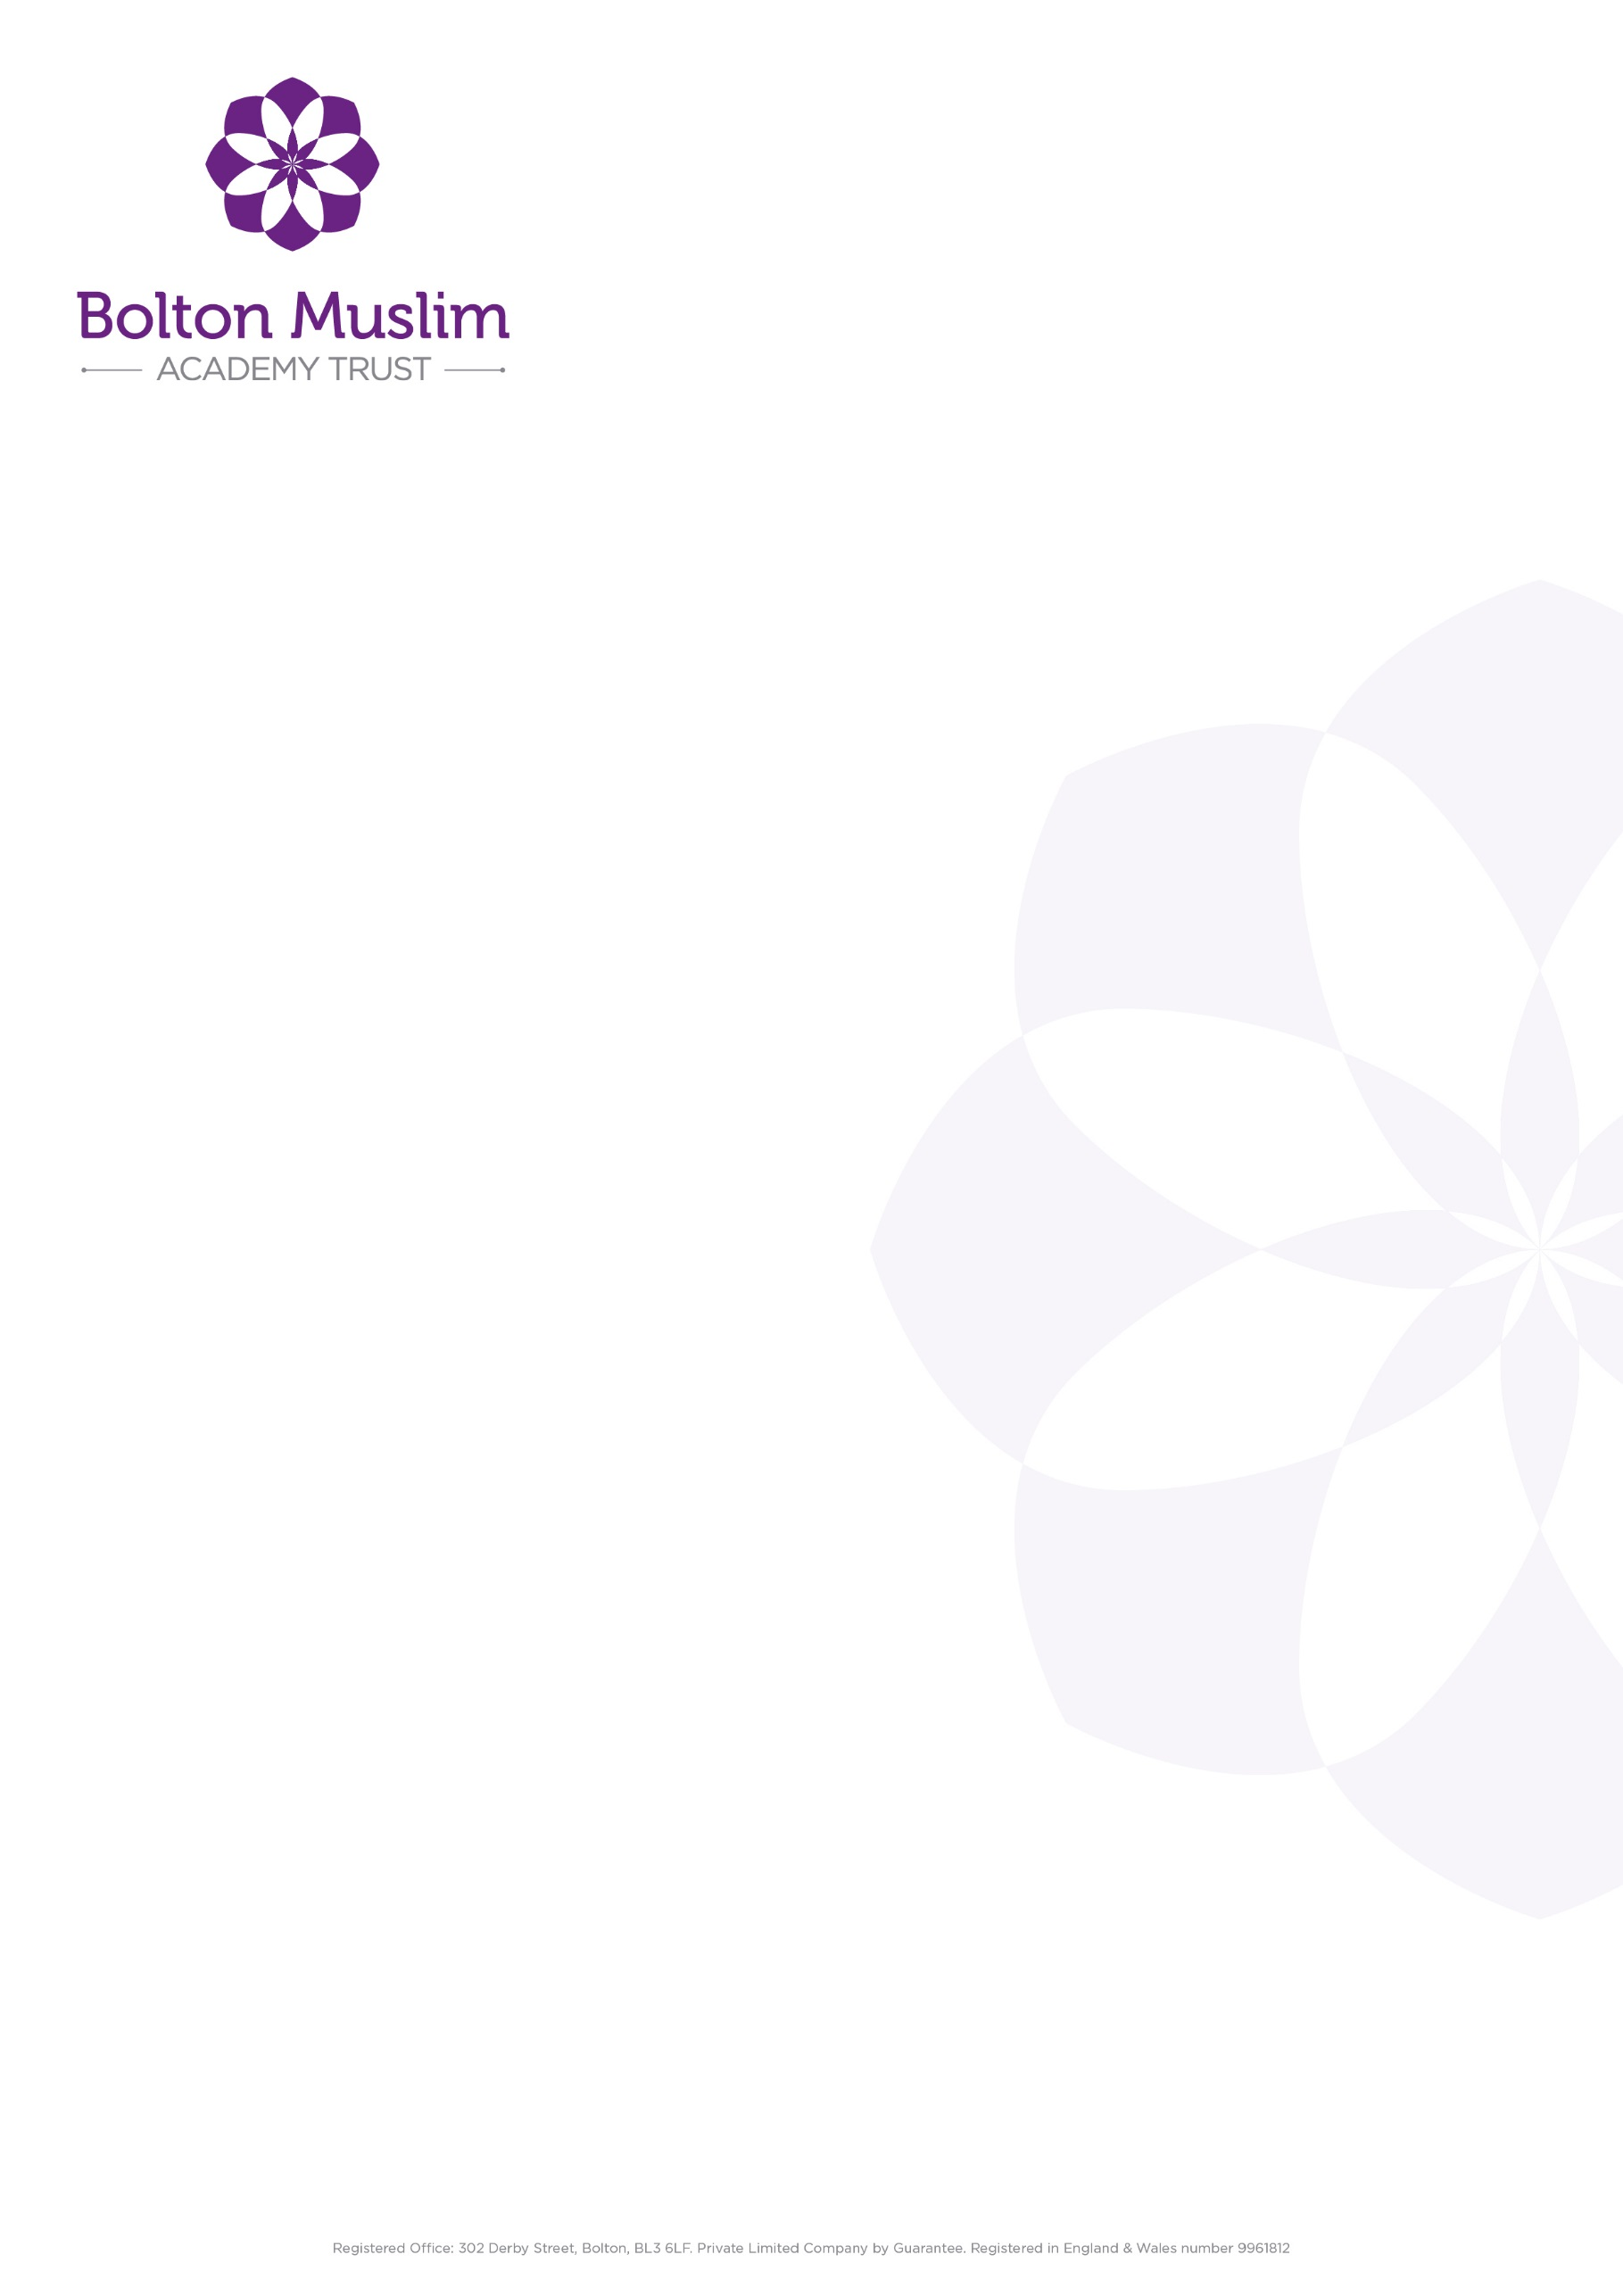 Bolton Muslim
ACADEMY TRUST
Registered Office: 302 Derby Street, Bolton, BL3 6LF. Private Limited Company by Guarantee. Registered in England & Wales number 9961812